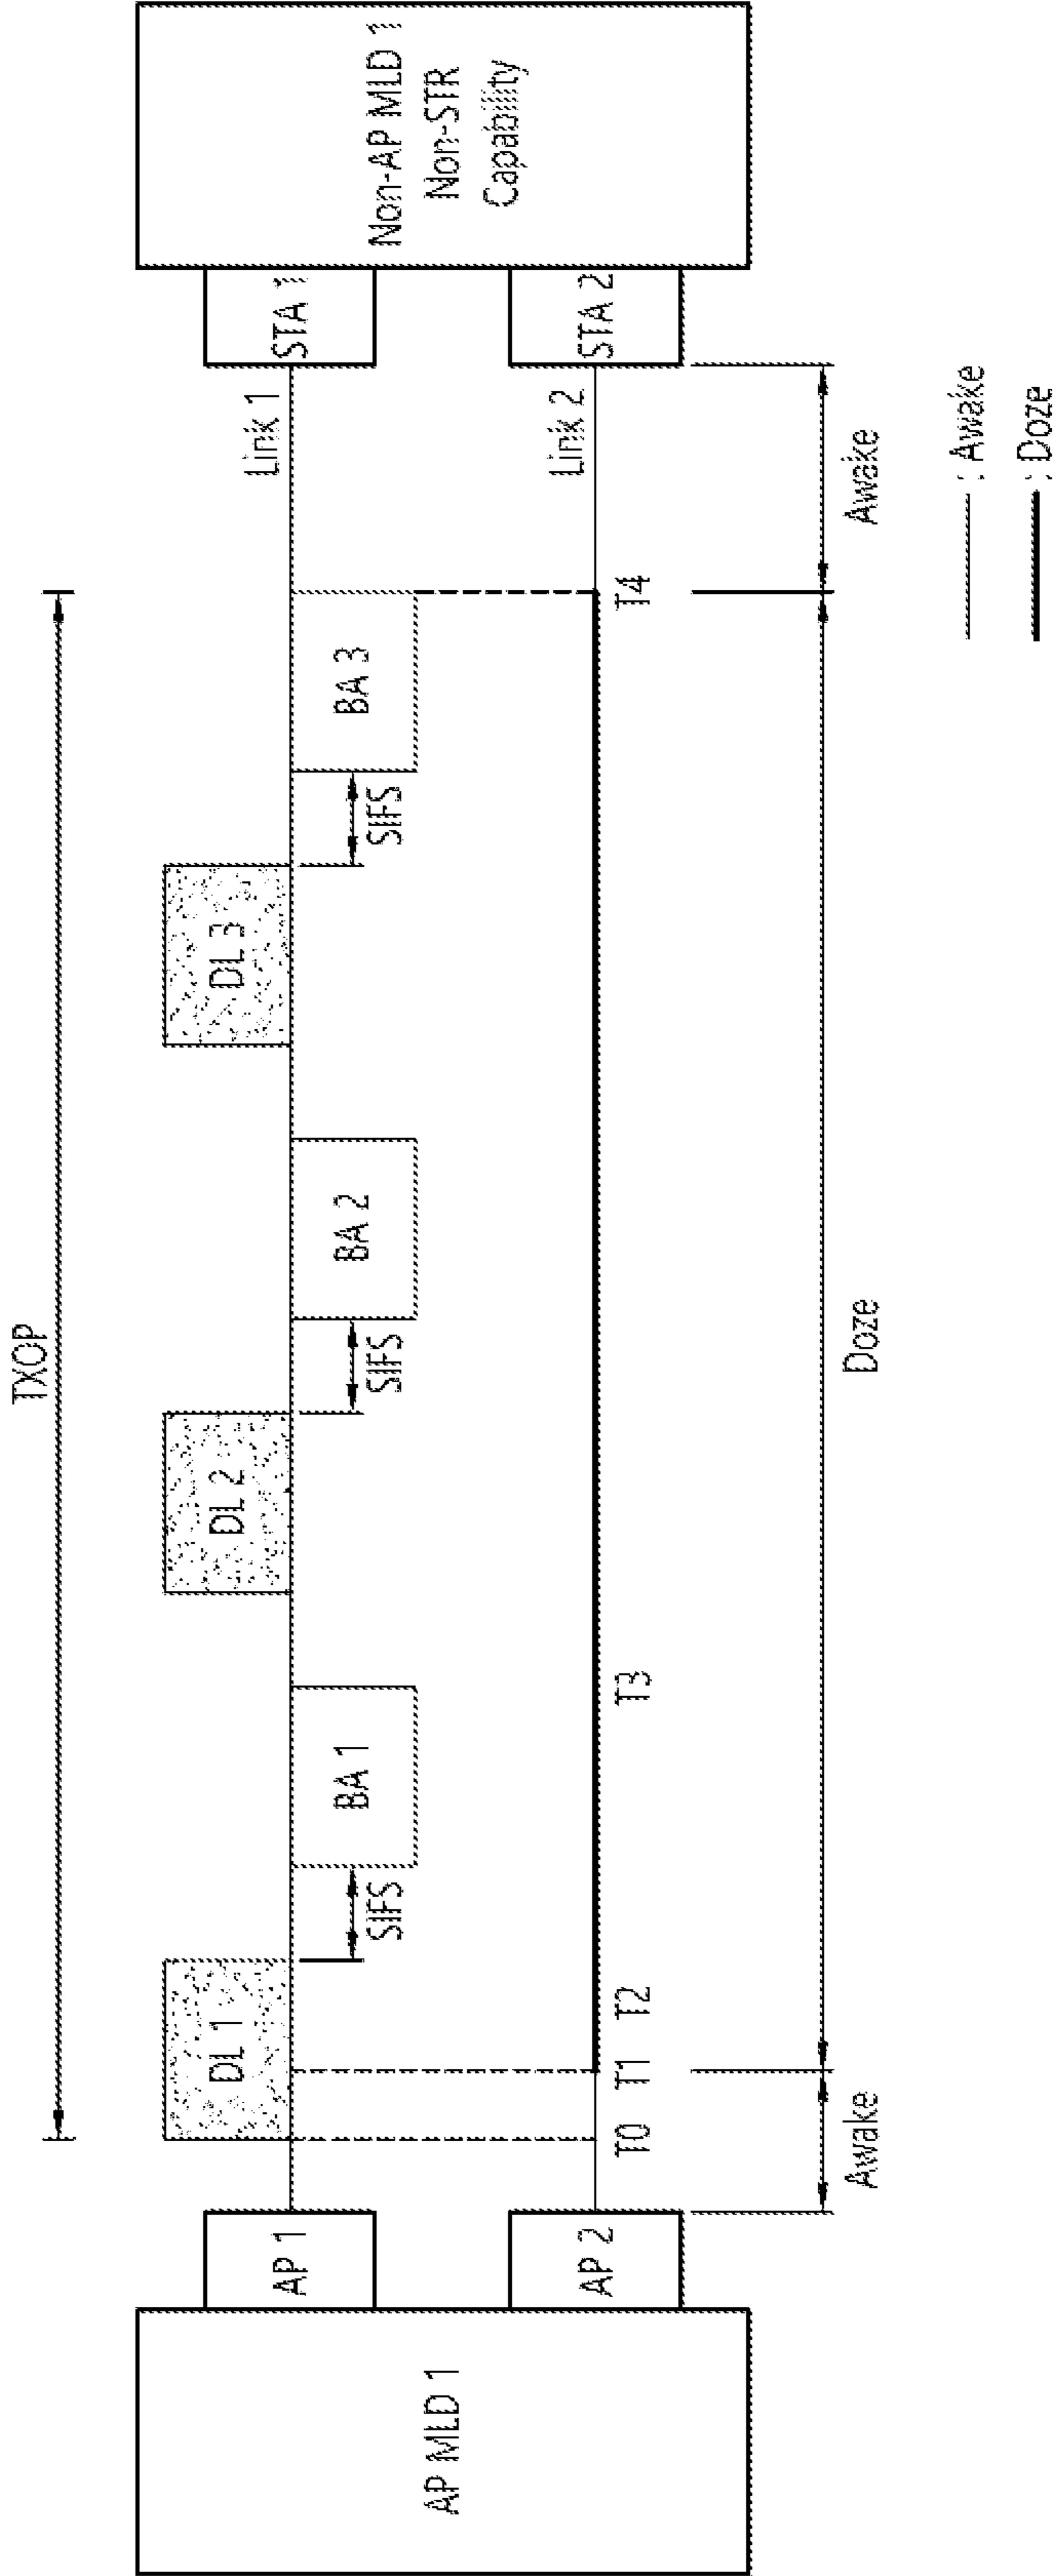 TXOP
DL 1
DL 2
DL 3
AP MLD 1
AP 1
Link 1
STA 1
Non-AP MLD 1
Non-STR
Capability
SIFS
BA 1
SIFS
BA 2
SIFS
BA 3
AP 2
Link 2
STA 2
T0
T1
T2
T3
T4
Awake
Doze
Awake
: Awake
: Doze